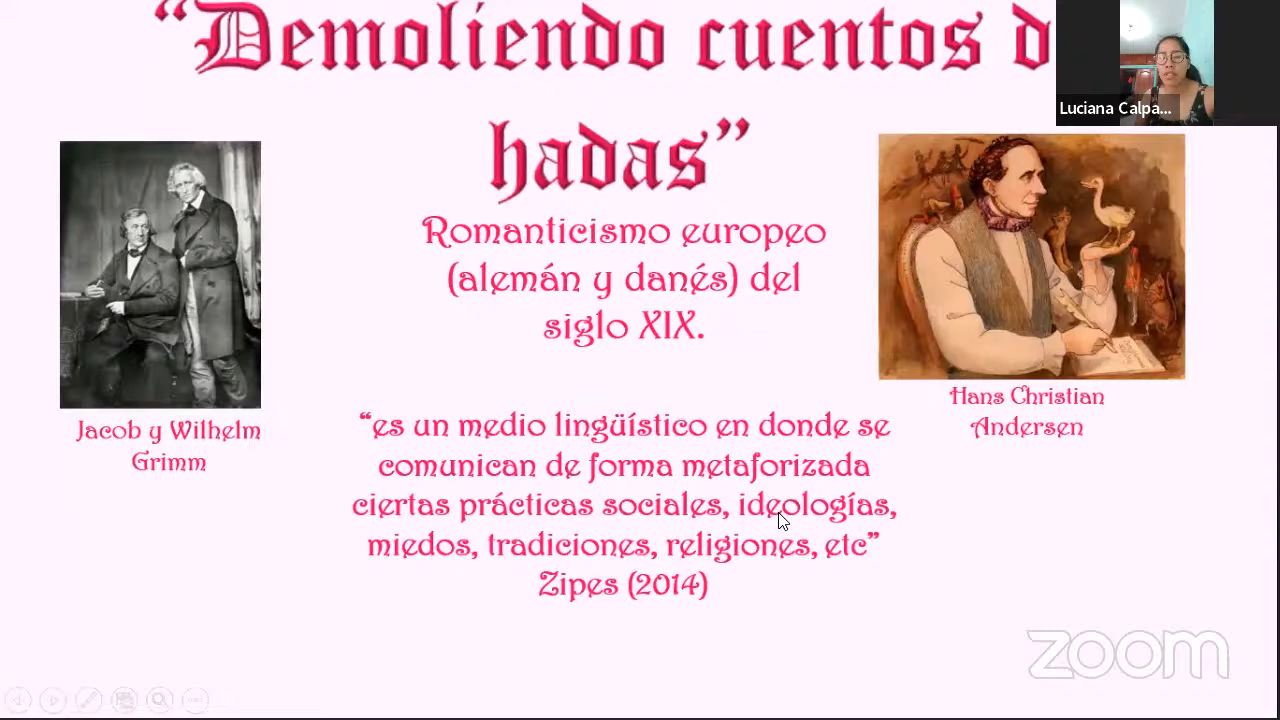 “Demoliendo cuentos d
hadas”
Luciana Calpa...
Romanticismo europeo
(alemán y danés) del
siglo XIX.
Jacob y Wilhelm
Grimm
Hans Christian
Andersen
“es un medio lingüístico en donde se
comunican de forma metaforizada
ciertas prácticas sociales, ideologías,
miedos, tradiciones, religiones, etc”
Zipes (2014)
zoom